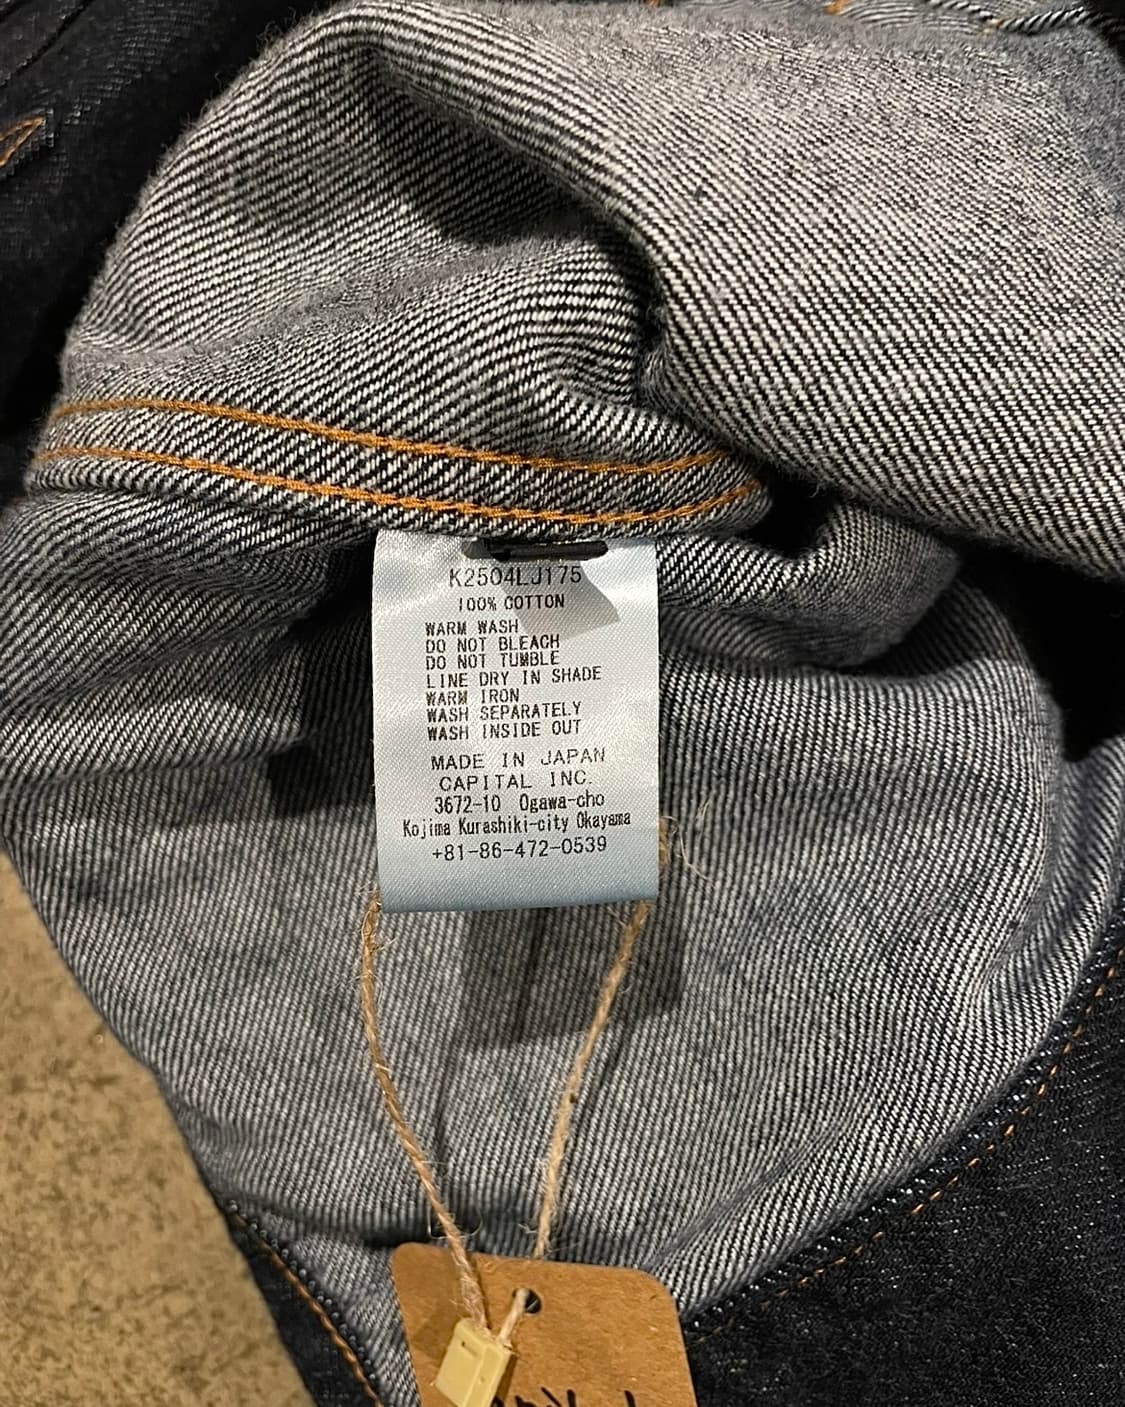 K2504LJ175
100% COTTON
WARM WASH
DO NOT BLEACH
DO NOT TUMBLE
LINE DRY IN SHADE
WARM IRON
WASH SEPARATELY
WASH INSIDE OUT
MADE IN JAPAN
CAPITAL INC.
3672-10 Ogawa-cho
Kojima Kurashiki-city Okayama
+81-86-472-0539